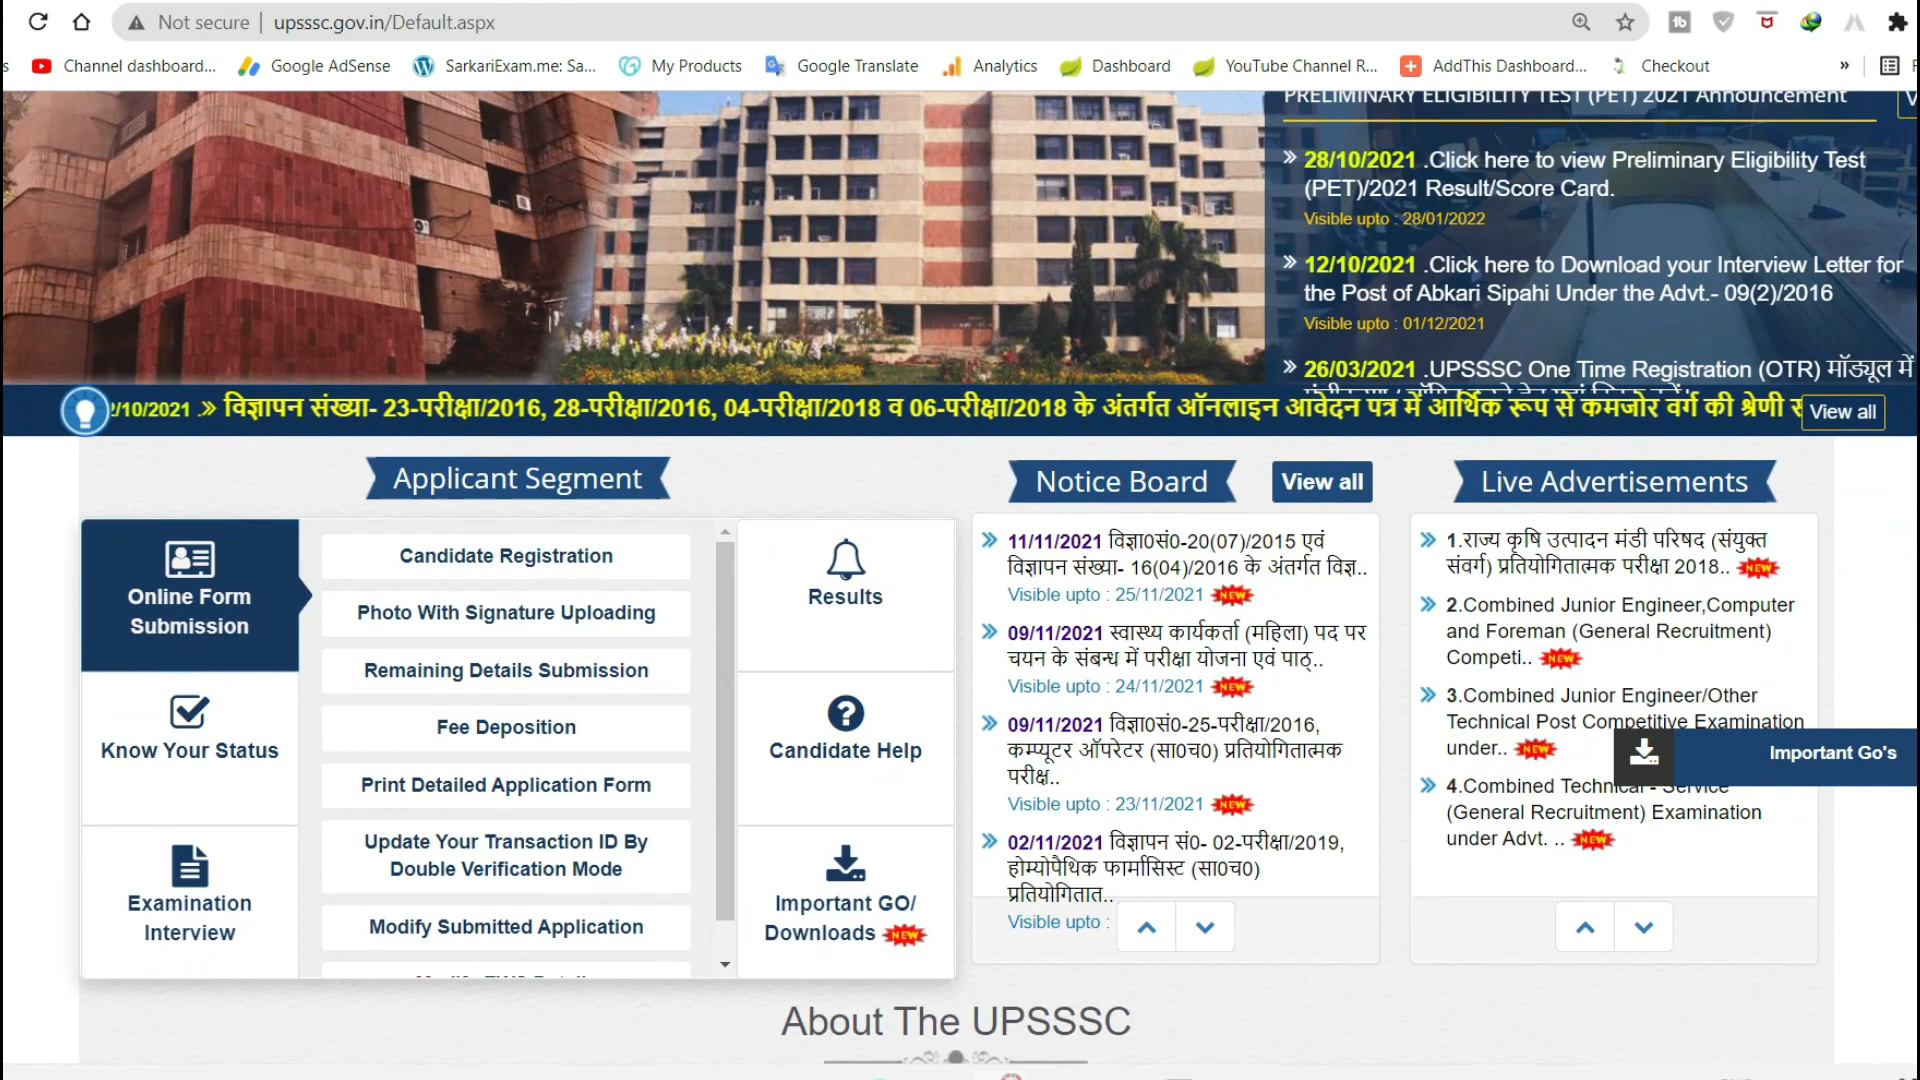 Not secure | upsssc.gov.in/Default.aspx
Channel dashboard... Google AdSense SarkariExam.me: Sa... My Products Google Translate Analytics Dashboard YouTube Channel R... AddThis Dashboard... Checkout »
PRELIMINARY ELIGIBILITY TEST (PET) 2021 Announcement
28/10/2021 .Click here to view Preliminary Eligibility Test
(PET)/2021 Result/Score Card.
Visible upto : 28/01/2022
12/10/2021 .Click here to Download your Interview Letter for
the Post of Abkari Sipahi Under the Advt.- 09(2)/2016
Visible upto : 01/12/2021
26/03/2021 .UPSSSC One Time Registration (OTR) मॉड्यूल में
/10/2021 .» विज्ञापन संख्या- 23-परीक्षा/2016, 28-परीक्षा/2016, 04-परीक्षा/2018 व 06-परीक्षा/2018 के अंतर्गत ऑनलाइन आवेदन पत्र में आर्थिक रूप से कमजोर वर्ग की श्रेणी
View all
Applicant Segment
Online Form
Submission
Know Your Status
Examination
Interview
Candidate Registration
Photo With Signature Uploading
Remaining Details Submission
Fee Deposition
Print Detailed Application Form
Update Your Transaction ID By
Double Verification Mode
Modify Submitted Application
Results
Candidate Help
Important GO/
Downloads NEW
Notice Board
View all
11/11/2021 विज्ञा0सं0-20(07)/2015 एवं
विज्ञापन संख्या- 16(04)/2016 के अंतर्गत विज्ञ..
Visible upto : 25/11/2021 NEW
09/11/2021 स्वास्थ्य कार्यकर्ता (महिला) पद पर
चयन के संबन्ध में परीक्षा योजना एवं पाठ्..
Visible upto : 24/11/2021 NEW
09/11/2021 विज्ञा0सं0-25-परीक्षा/2016,
कम्प्यूटर ऑपरेटर (सा0च0) प्रतियोगितात्मक
परीक्ष..
Visible upto : 23/11/2021 NEW
02/11/2021 विज्ञापन सं0- 02-परीक्षा/2019,
होम्योपैथिक फार्मासिस्ट (सा0च0)
प्रतियोगितात..
Visible upto :
Live Advertisements
1.राज्य कृषि उत्पादन मंडी परिषद (संयुक्त
संवर्ग) प्रतियोगितात्मक परीक्षा 2018.. NEW
2.Combined Junior Engineer,Computer
and Foreman (General Recruitment)
Competi.. NEW
3.Combined Junior Engineer/Other
Technical Post Competitive Examination
under.. NEW
Important Go's
4.Combined Technical - Service
(General Recruitment) Examination
under Advt. .. NEW
About The UPSSSC